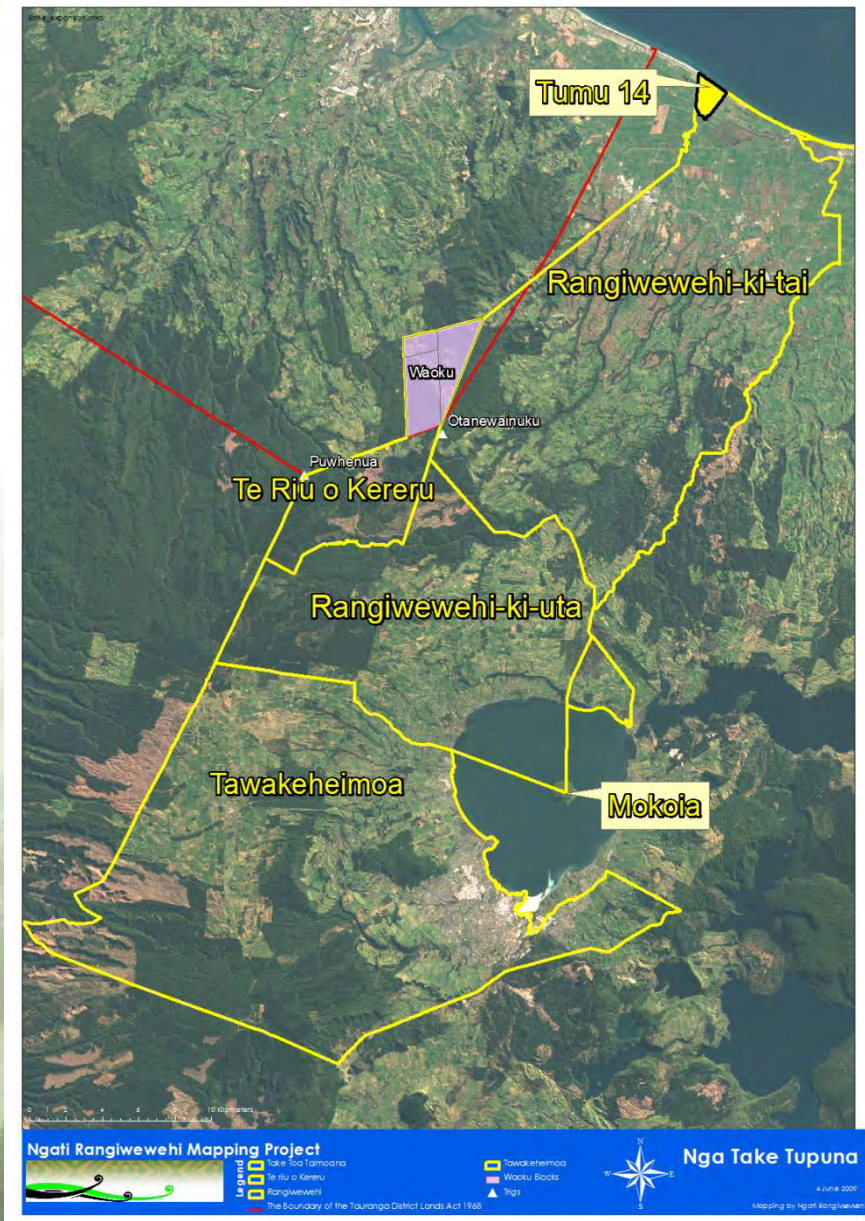 Tumu 14
Rangiwewehi-ki-tai
Waoku
Otanewainuku
Puwhenua
Te Riu o Kereru
Rangiwewehi-ki-uta
Tawakeheimoa
Mokoia
10 Kilometers
Ngati Rangiwewehi Mapping Project
Legend
Take Toa Taimoana
Te riu o Kereru
Rangiwewehi
The Boundary of the Tauranga District Lands Act 1968
Tawakeheimoa
Waoku Blocks
Trigs
N
W
E
S
Nga Take Tupuna
4 June 2009
Mapping by Ngati Rangiwewehi